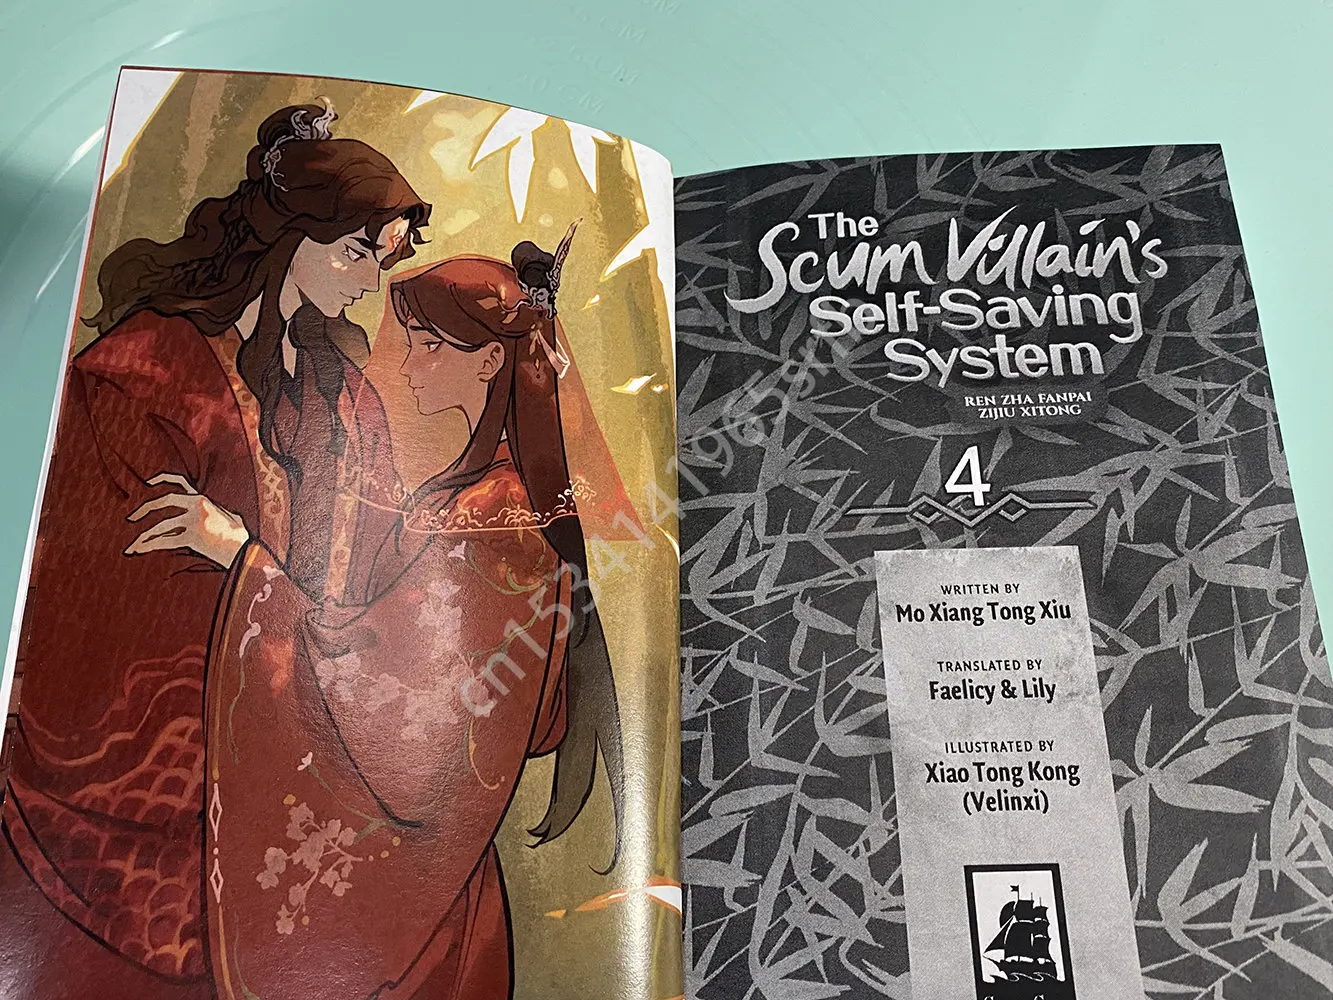 The
Scum Villain's
Self-Saving
System
REN ZHA FANPAI
ZIJIU XITONG
4
WRITTEN BY
Mo Xiang Tong Xiu
TRANSLATED BY
Faelicy & Lily
ILLUSTRATED BY
Xiao Tong Kong
(Velinxi)